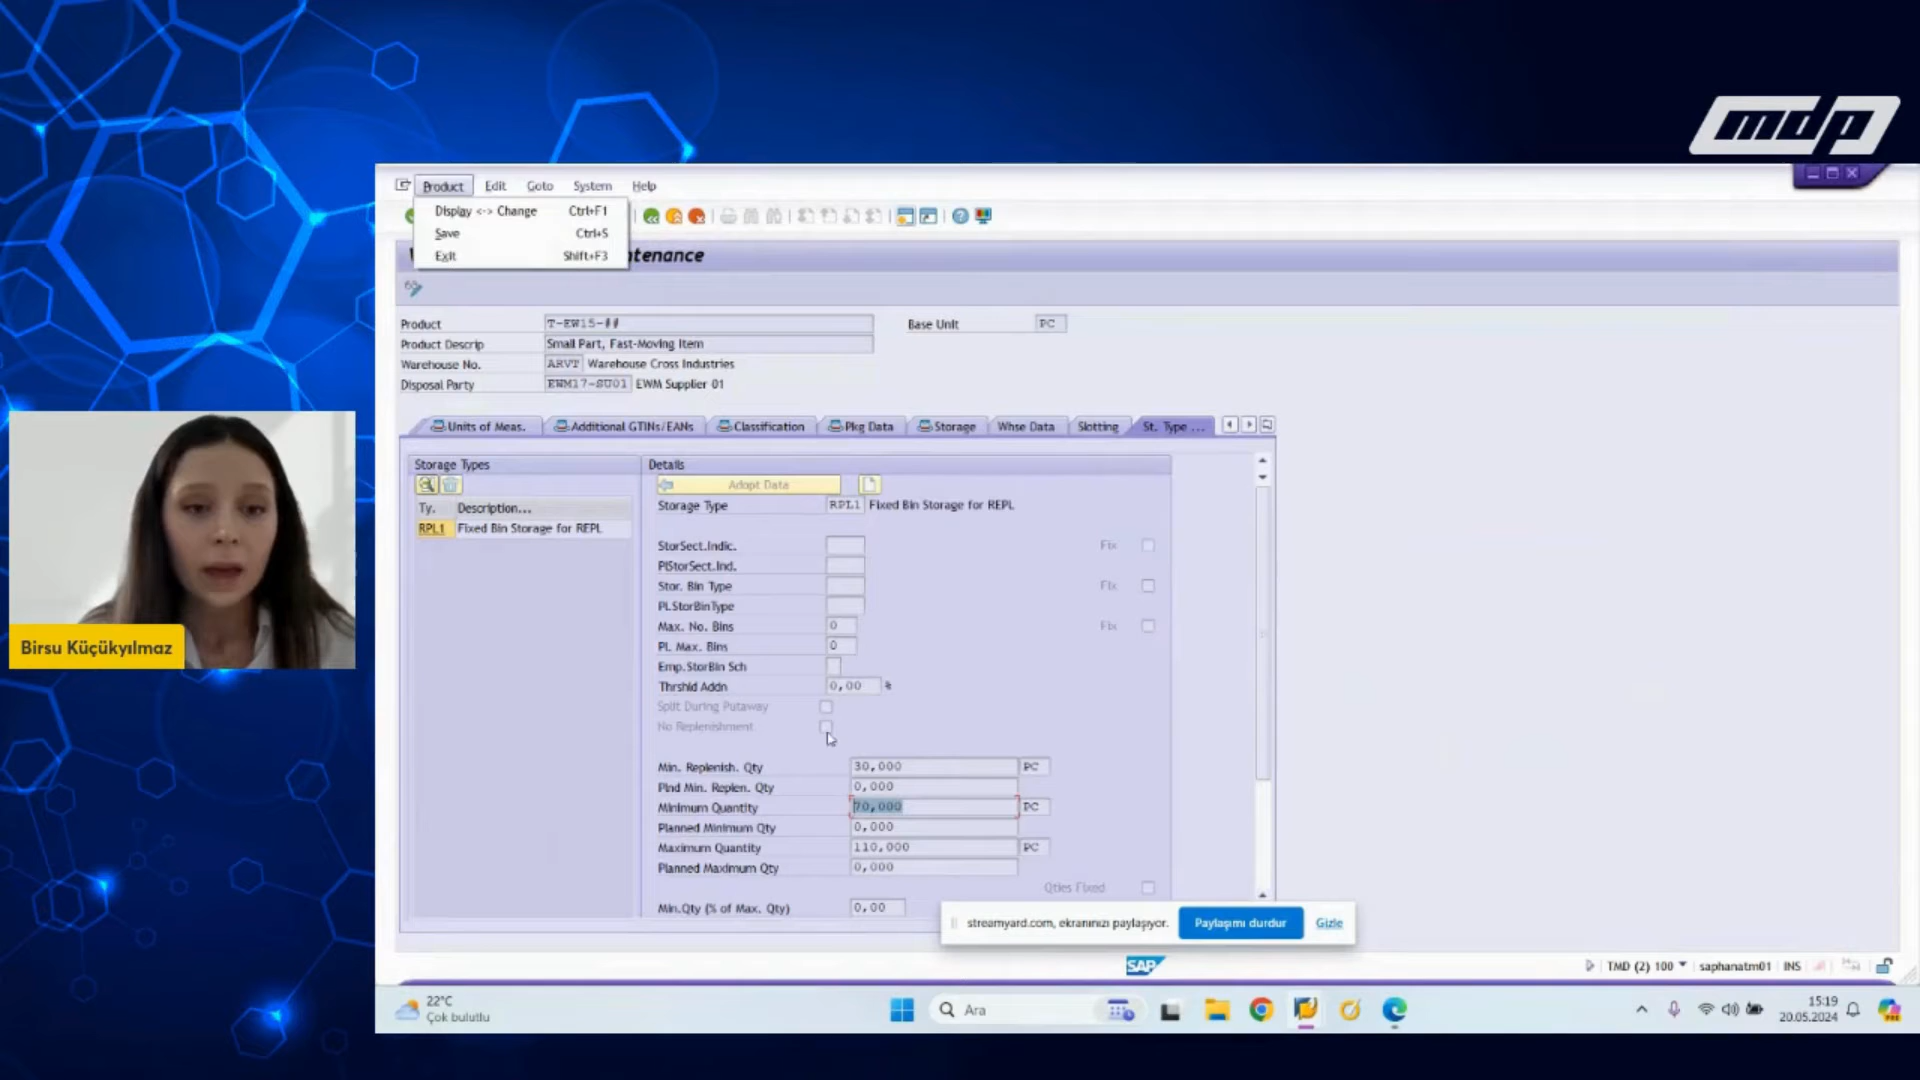 mdp
Product Edit Goto System Help
Display <-> Change Ctrl+F1
Save Ctrl+S
Exit Shift+F3
tenance
Product T-EW15-## Base Unit PC
Product Descrip Small Part, Fast-Moving Item
Warehouse No. ARVT Warehouse Cross Industries
Disposal Party EWM17-SU01 EWM Supplier 01
Units of Meas. Additional GTINs/EANs Classification Pkg Data Storage Whse Data Slotting St. Type ...
Storage Types
Ty. Description...
RPL1 Fixed Bin Storage for REPL
Details
Adopt Data
Storage Type RPL1 Fixed Bin Storage for REPL
StorSect.Indic. Fix
PlStorSect.Ind.
Stor. Bin Type Fix
PL.StorBinType
Max. No. Bins 0 Fix
PL. Max. Bins 0
Emp.StorBin Sch
Thrshld Addn 0,00 %
Split During Putaway
No Replenishment
Min. Replenish. Qty 30,000 PC
Plnd Min. Replen. Qty 0,000
Minimum Quantity 70,000 PC
Planned Minimum Qty 0,000
Maximum Quantity 110,000 PC
Planned Maximum Qty 0,000
Qties Fixed
Min.Qty (% of Max. Qty) 0,00
Birsu Küçükyılmaz
streamyard.com, ekranınızı paylaşıyor. Paylaşımı durdur Gizle
SAP
TMD (2) 100 saphanatm01 INS
22°C
Çok bulutlu
Ara
15:19
20.05.2024